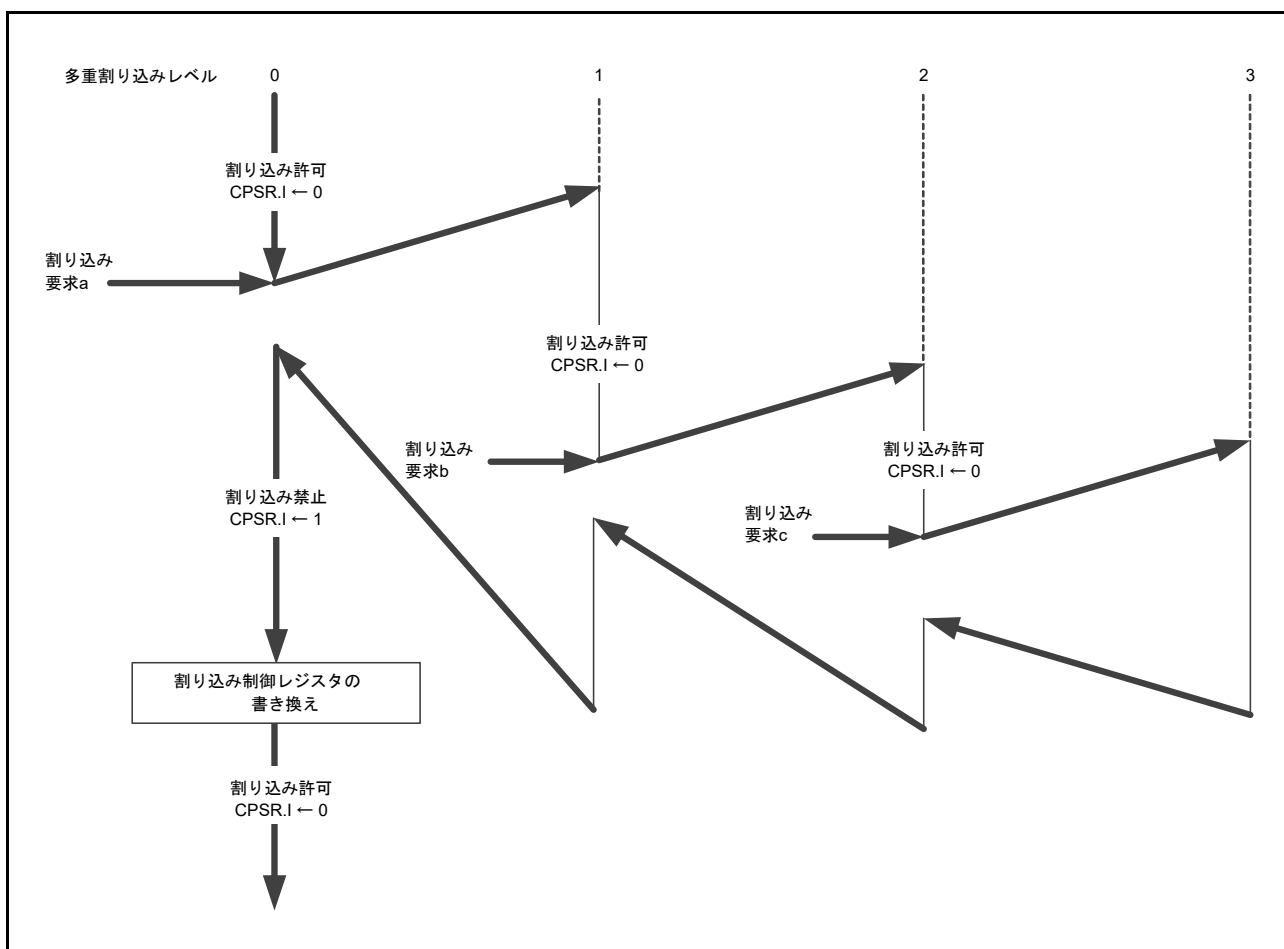 多重割り込みレベル 0 1 2 3
割り込み許可
CPSR.I ← 0
割り込み
要求a
割り込み許可
CPSR.I ← 0
割り込み
要求b
割り込み許可
CPSR.I ← 0
割り込み禁止
CPSR.I ← 1
割り込み
要求c
割り込み制御レジスタの
書き換え
割り込み許可
CPSR.I ← 0